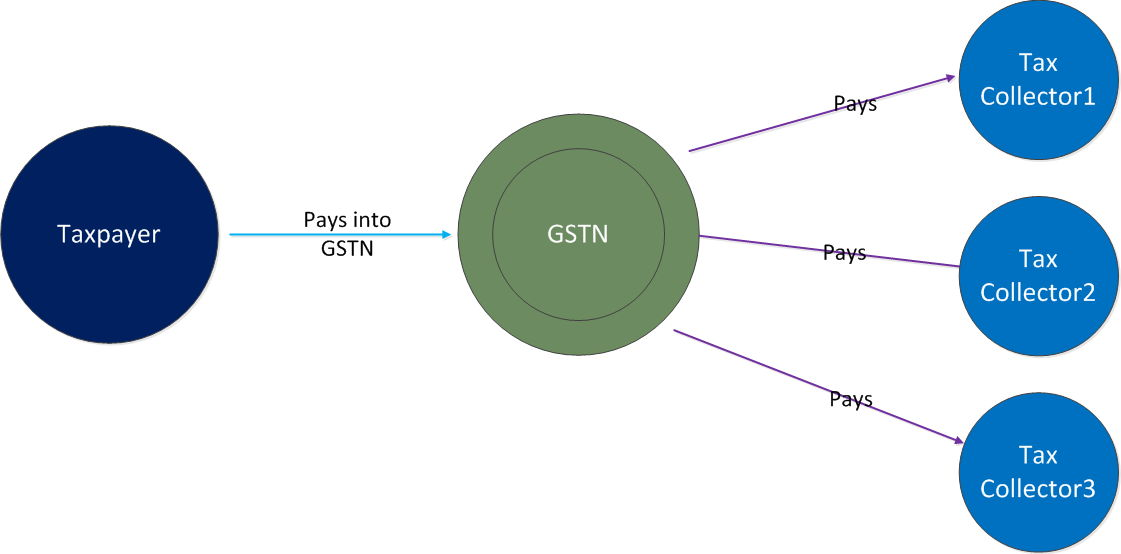 Taxpayer
Pays into
GSTN
GSTN
Pays
Tax
Collector1
Pays
Tax
Collector2
Pays
Tax
Collector3